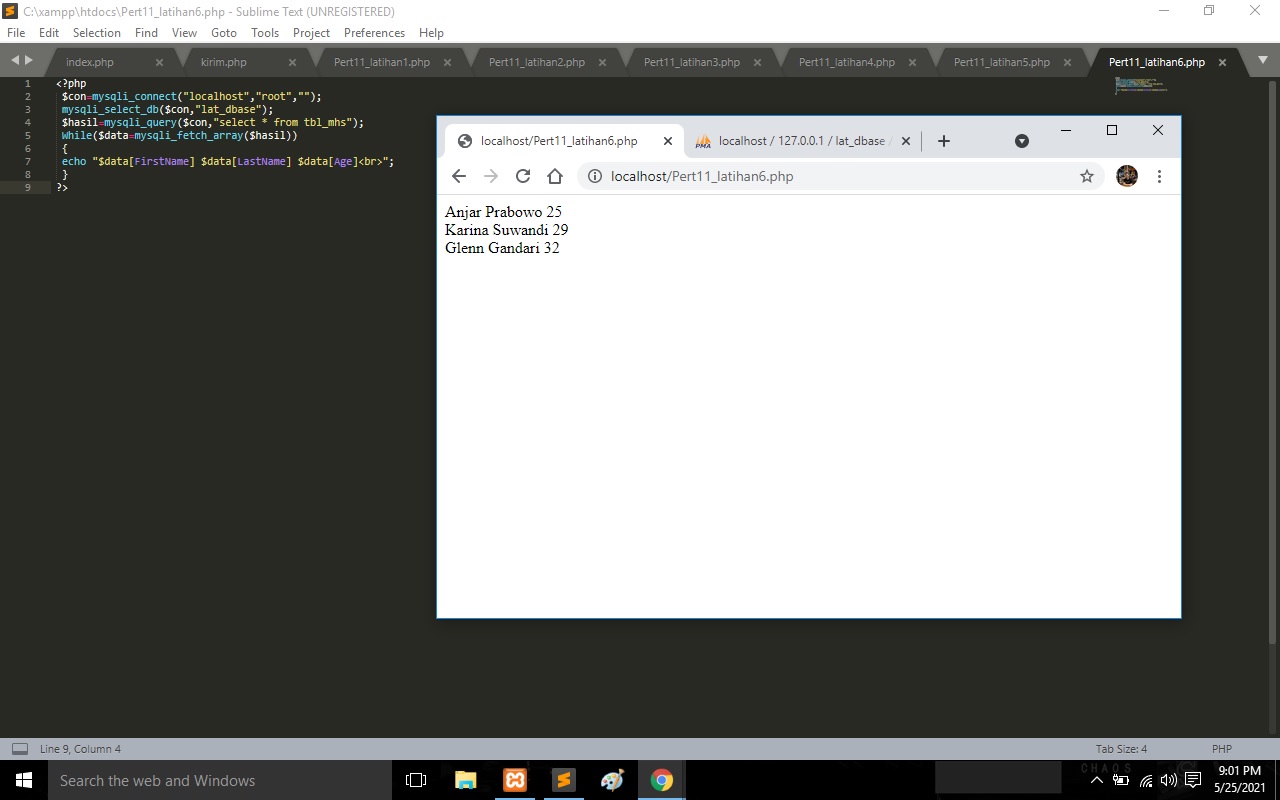 C:\xampp\htdocs\Pert11_latihan6.php - Sublime Text (UNREGISTERED)
File Edit Selection Find View Goto Tools Project Preferences Help
index.php kirim.php Pert11_latihan1.php Pert11_latihan2.php Pert11_latihan3.php Pert11_latihan4.php Pert11_latihan5.php Pert11_latihan6.php
1 <?php
2 $con=mysqli_connect("localhost","root","");
3 mysqli_select_db($con,"lat_dbase");
4 $hasil=mysqli_query($con,"select * from tbl_mhs");
5 While($data=mysqli_fetch_array($hasil))
6 {
7 echo "$data[FirstName] $data[LastName] $data[Age]<br>";
8 }
9 ?>
localhost/Pert11_latihan6.php localhost / 127.0.0.1 / lat_dbase /
localhost/Pert11_latihan6.php
Anjar Prabowo 25
Karina Suwandi 29
Glenn Gandari 32
Line 9, Column 4 Tab Size: 4 PHP
Search the web and Windows
CHAOS
9:01 PM
5/25/2021